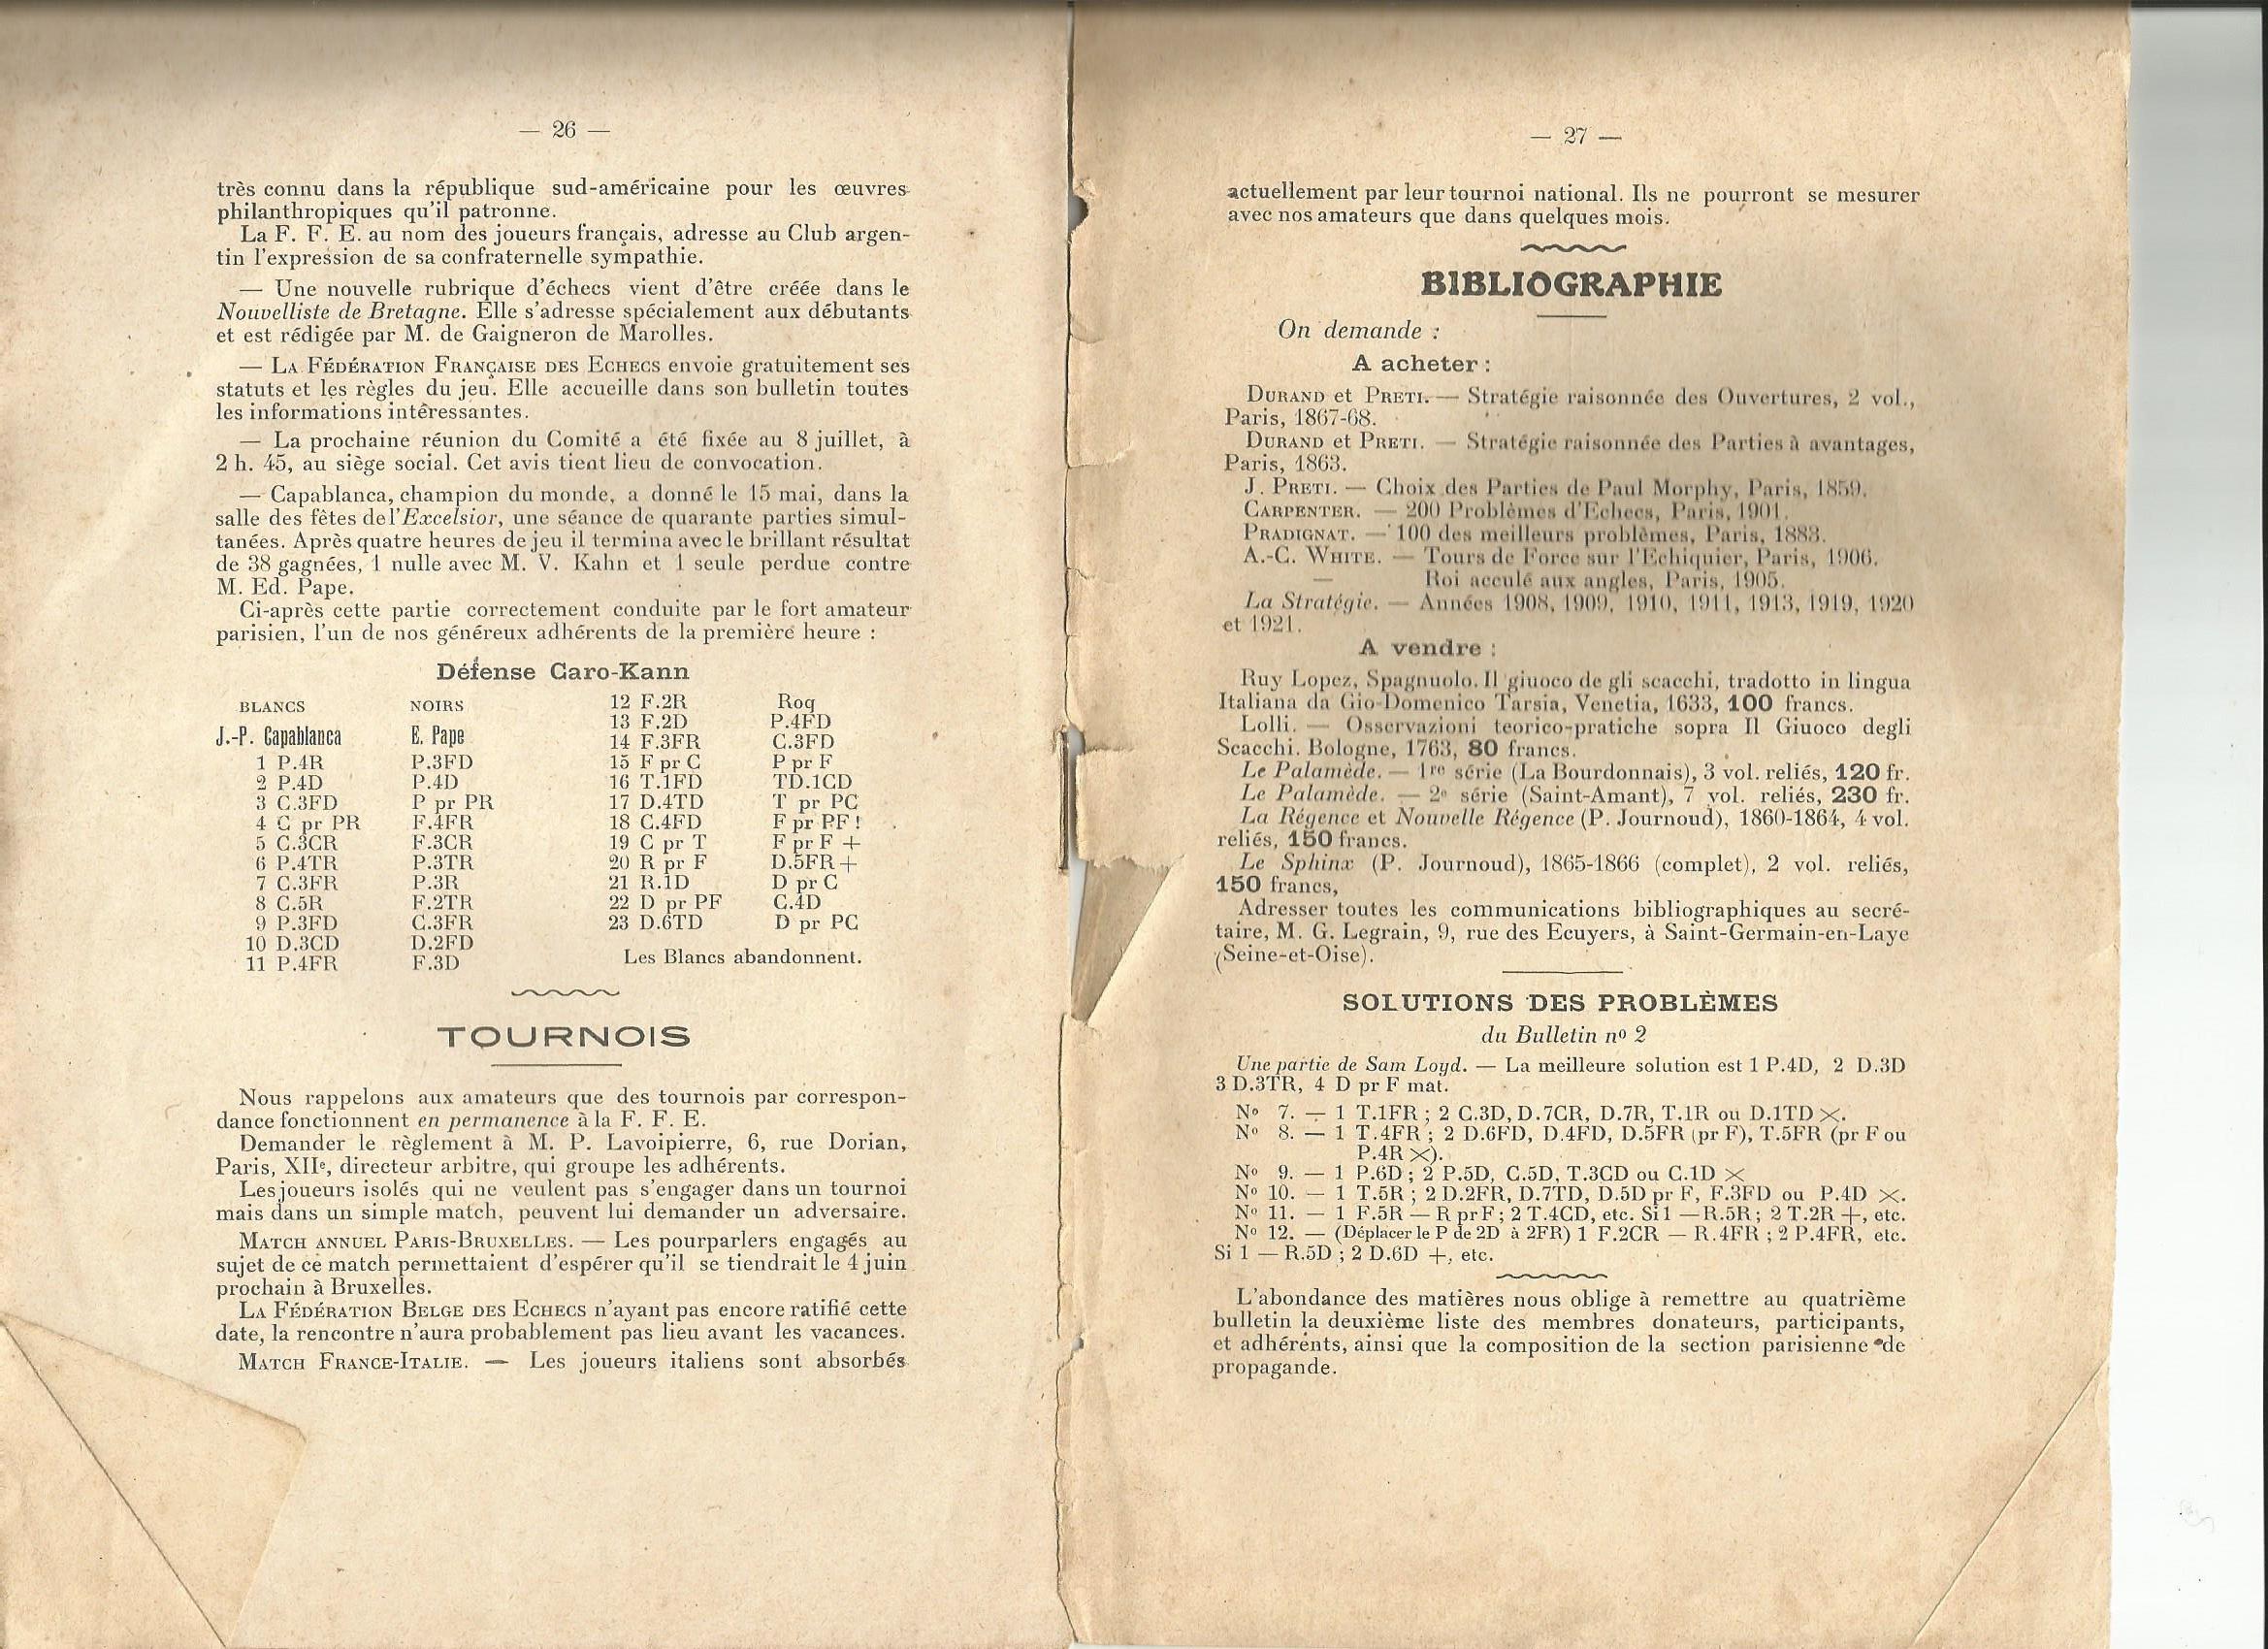 — 26 —
très connu dans la république sud-américaine pour les œuvres
philanthropiques qu'il patronne.
La F. F. E. au nom des joueurs français, adresse au Club argen-
tin l'expression de sa confraternelle sympathie.
— Une nouvelle rubrique d'échecs vient d'être créée dans le
Nouvelliste de Bretagne. Elle s'adresse spécialement aux débutants
et est rédigée par M. de Gaigneron de Marolles.
— LA FÉDÉRATION FRANÇAISE DES ECHECS envoie gratuitement ses
statuts et les règles du jeu. Elle accueille dans son bulletin toutes
les informations intéressantes.
— La prochaine réunion du Comité a été fixée au 8 juillet, à
2 h. 45, au siège social. Cet avis tient lieu de convocation.
— Capablanca, champion du monde, a donné le 15 mai, dans la
salle des fêtes de l'Excelsior, une séance de quarante parties simul-
tanées. Après quatre heures de jeu il termina avec le brillant résultat
de 38 gagnées, 1 nulle avec M. V. Kahn et 1 seule perdue contre
M. Ed. Pape.
Ci-après cette partie correctement conduite par le fort amateur
parisien, l'un de nos généreux adhérents de la première heure :
Défense Caro-Kann
BLANCS NOIRS
J.-P. Capablanca E. Pape
1 P.4R P.3FD
2 P.4D P.4D
3 C.3FD P pr PR
4 C pr PR F.4FR
5 C.3CR F.3CR
6 P.4TR P.3TR
7 C.3FR P.3R
8 C.5R F.2TR
9 P.3FD C.3FR
10 D.3CD D.2FD
11 P.4FR F.3D
12 F.2R Roq
13 F.2D P.4FD
14 F.3FR C.3FD
15 F pr C P pr F
16 T.1FD TD.1CD
17 D.4TD T pr PC
18 C.4FD F pr PF !
19 C pr T F pr F +
20 R pr F D.5FR +
21 R.1D D pr C
22 D pr PF C.4D
23 D.6TD D pr PC
Les Blancs abandonnent.
TOURNOIS
Nous rappelons aux amateurs que des tournois par correspon-
dance fonctionnent en permanence à la F. F. E.
Demander le règlement à M. P. Lavoipierre, 6, rue Dorian,
Paris, XIIe, directeur arbitre, qui groupe les adhérents.
Les joueurs isolés qui ne veulent pas s'engager dans un tournoi
mais dans un simple match, peuvent lui demander un adversaire.
MATCH ANNUEL PARIS-BRUXELLES. — Les pourparlers engagés au
sujet de ce match permettaient d'espérer qu'il se tiendrait le 4 juin
prochain à Bruxelles.
LA FÉDÉRATION BELGE DES ECHECS n'ayant pas encore ratifié cette
date, la rencontre n'aura probablement pas lieu avant les vacances.
MATCH FRANCE-ITALIE. — Les joueurs italiens sont absorbés
— 27 —
actuellement par leur tournoi national. Ils ne pourront se mesurer
avec nos amateurs que dans quelques mois.
BIBLIOGRAPHIE
On demande :
A acheter :
DURAND et PRETI. — Stratégie raisonnée des Ouvertures, 2 vol.,
Paris, 1867-68.
DURAND et PRETI. — Stratégie raisonnée des Parties à avantages,
Paris, 1863.
J. PRETI. — Choix des Parties de Paul Morphy, Paris, 1859.
CARPENTER. — 200 Problèmes d'Echecs, Paris, 1901.
PRADIGNAT. — 100 des meilleurs problèmes, Paris, 1883.
A.-C. WHITE. — Tours de Force sur l'Echiquier, Paris, 1906.
— Roi acculé aux angles, Paris, 1905.
La Stratégie. — Années 1908, 1909, 1910, 1911, 1913, 1919, 1920
et 1921.
A vendre :
Ruy Lopez, Spagnuolo. Il giuoco de gli scacchi, tradotto in lingua
Italiana da Gio-Domenico Tarsia, Venetia, 1633, 100 francs.
Lolli. — Osservazioni teorico-pratiche sopra Il Giuoco degli
Scacchi. Bologne, 1763, 80 francs.
Le Palamède. — 1re série (La Bourdonnais), 3 vol. reliés, 120 fr.
Le Palamède. — 2e série (Saint-Amant), 7 vol. reliés, 230 fr.
La Régence et Nouvelle Régence (P. Journoud), 1860-1864, 4 vol.
reliés, 150 francs.
Le Sphinx (P. Journoud), 1865-1866 (complet), 2 vol. reliés,
150 francs,
Adresser toutes les communications bibliographiques au secré-
taire, M. G. Legrain, 9, rue des Ecuyers, à Saint-Germain-en-Laye
(Seine-et-Oise).
SOLUTIONS DES PROBLÈMES
du Bulletin no 2
Une partie de Sam Loyd. — La meilleure solution est 1 P.4D, 2 D.3D
3 D.3TR, 4 D pr F mat.
No 7. — 1 T.1FR ; 2 C.3D, D.7CR, D.7R, T.1R ou D.1TD ×.
No 8. — 1 T.4FR ; 2 D.6FD, D.4FD, D.5FR (pr F), T.5FR (pr F ou
P.4R ×).
No 9. — 1 P.6D ; 2 P.5D, C.5D, T.3CD ou C.1D ×
No 10. — 1 T.5R ; 2 D.2FR, D.7TD, D.5D pr F, F.3FD ou P.4D ×.
No 11. — 1 F.5R — R pr F ; 2 T.4CD, etc. Si 1 — R.5R ; 2 T.2R +, etc.
No 12. — (Déplacer le P de 2D à 2FR) 1 F.2CR — R.4FR ; 2 P.4FR, etc.
Si 1 — R.5D ; 2 D.6D +, etc.
L'abondance des matières nous oblige à remettre au quatrième
bulletin la deuxième liste des membres donateurs, participants,
et adhérents, ainsi que la composition de la section parisienne de
propagande.